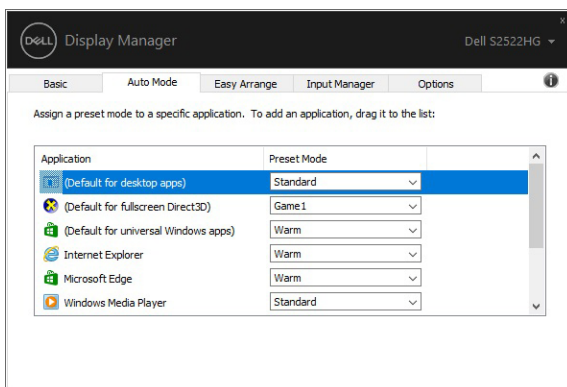 x
DELL Display Manager Dell S2522HG
Basic Auto Mode Easy Arrange Input Manager Options i
Assign a preset mode to a specific application. To add an application, drag it to the list:
Application Preset Mode
(Default for desktop apps) Standard
(Default for fullscreen Direct3D) Game1
(Default for universal Windows apps) Warm
Internet Explorer Warm
Microsoft Edge Warm
Windows Media Player Standard